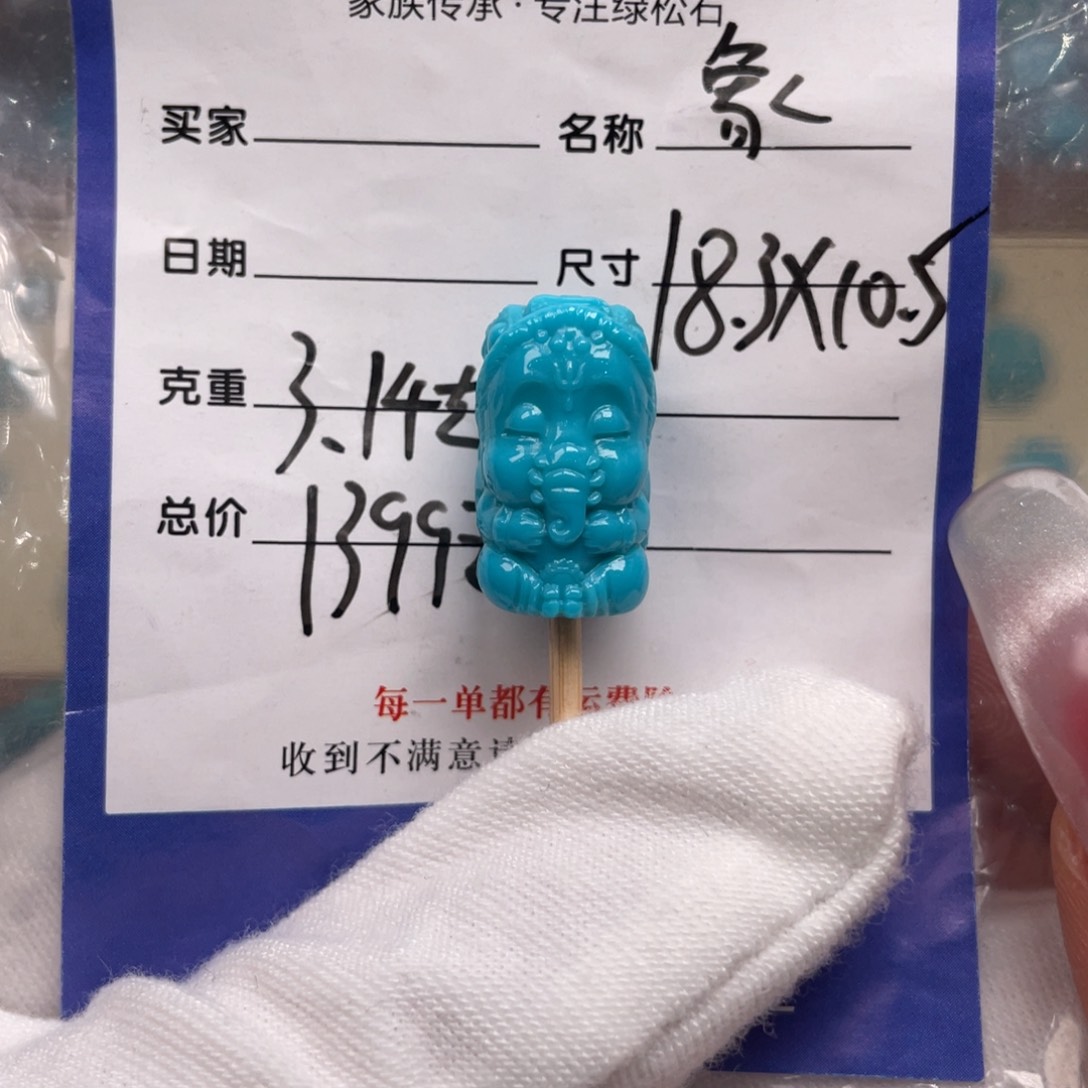 家族传承·专注绿松石
买家 名称 象
日期 尺寸 18.3X10.5
克重 3.14
总价 1399
每一单都有运费
收到不满意